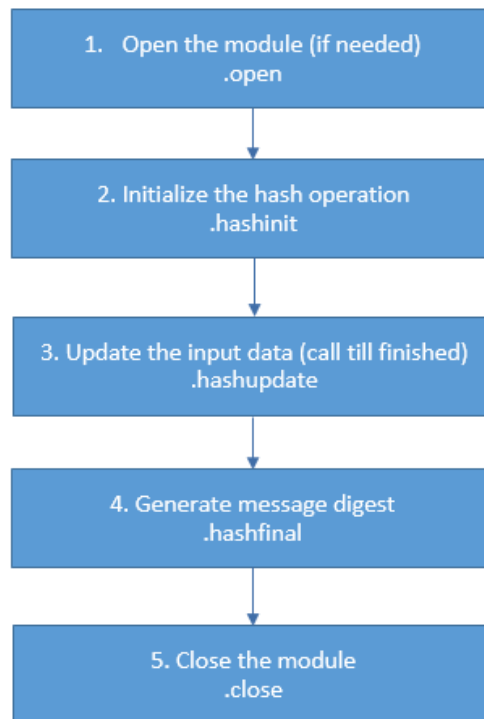 1. Open the module (if needed)
.open
2. Initialize the hash operation
.hashinit
3. Update the input data (call till finished)
.hashupdate
4. Generate message digest
.hashfinal
5. Close the module
.close